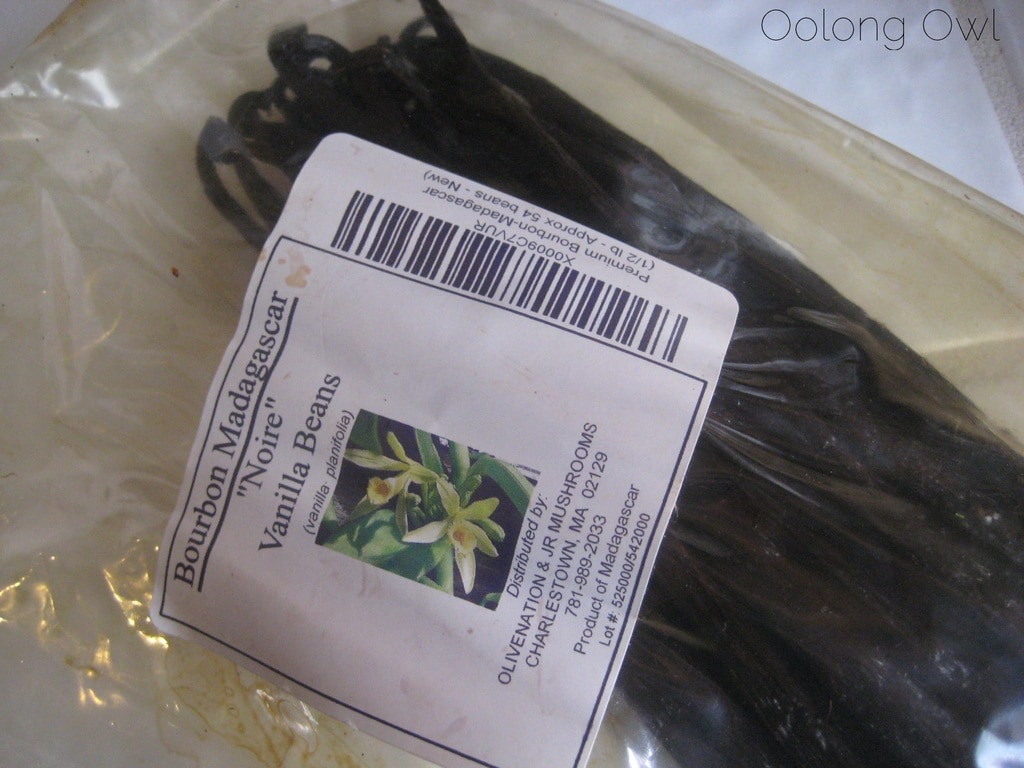 Oolong Owl
Premium Bourbon-Madagascar
(1/2 lb - Approx 54 beans - New)
X0009C7VUR
Bourbon Madagascar
"Noire"
Vanilla Beans
(vanilla planifolia)
Distributed by:
OLIVENATION & JR MUSHROOMS
CHARLESTOWN, MA 02129
781-989-2033
Product of Madagascar
Lot #: 525000/542000